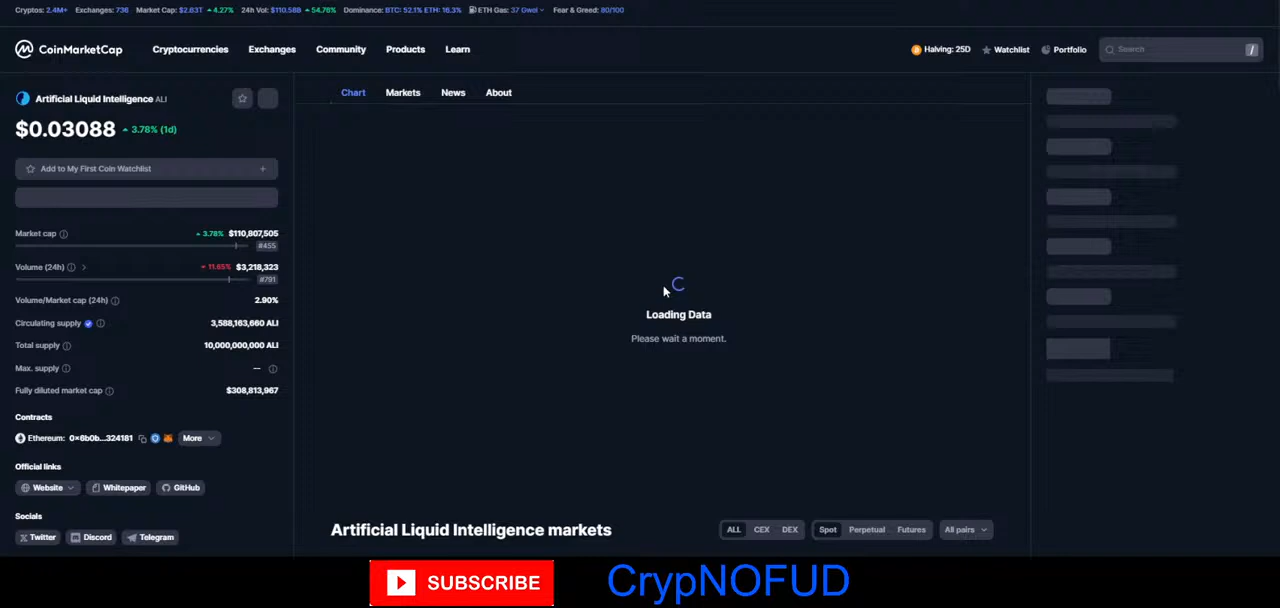 Cryptos: 2.4M+ Exchanges: 736 Market Cap: $2.83T 4.27% 24h Vol: $110.58B 54.76% Dominance: BTC: 52.1% ETH: 16.3% ETH Gas: 37 Gwei Fear & Greed: 80/100
CoinMarketCap Cryptocurrencies Exchanges Community Products Learn Halving: 25D Watchlist Portfolio Search /
Artificial Liquid Intelligence ALI
Chart Markets News About
$0.03088 3.78% (1d)
Add to My First Coin Watchlist +
Market cap 3.78% $110,807,505
#455
Volume (24h) 11.65% $3,218,323
#791
Volume/Market cap (24h) 2.90%
Circulating supply 3,588,163,660 ALI
Total supply 10,000,000,000 ALI
Max. supply --
Fully diluted market cap $308,813,967
Contracts
Ethereum: 0x6b0b...324181 More
Official links
Website Whitepaper GitHub
Socials
Twitter Discord Telegram
Loading Data
Please wait a moment.
Artificial Liquid Intelligence markets
ALL CEX DEX Spot Perpetual Futures All pairs
SUBSCRIBE CrypNOFUD